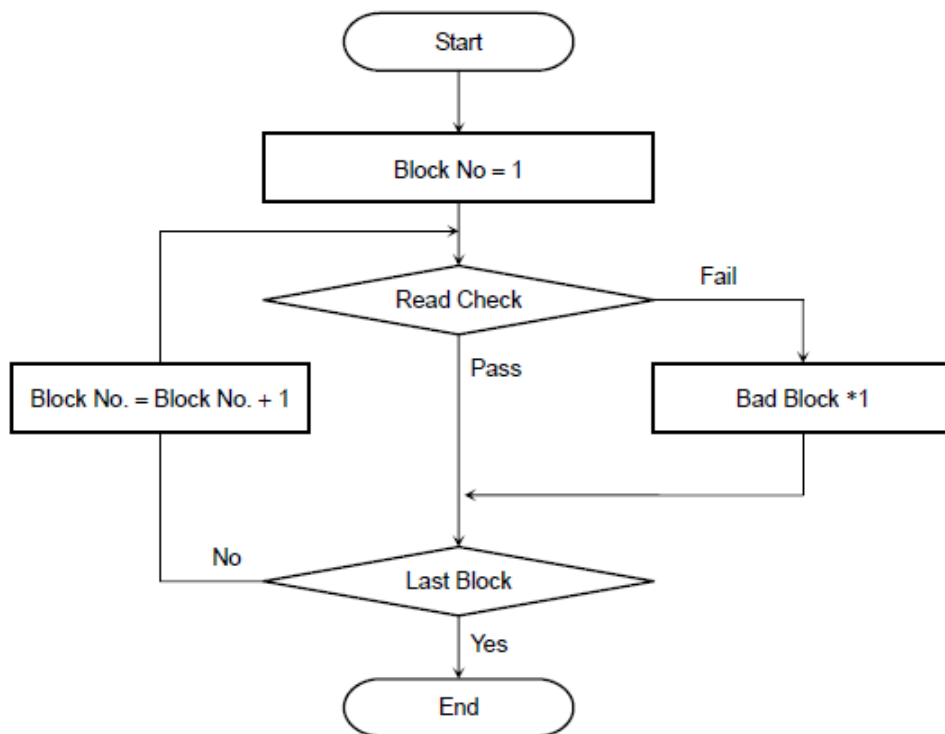 Start
Block No = 1
Read Check
Fail
Pass
Block No. = Block No. + 1
Bad Block *1
No
Last Block
Yes
End